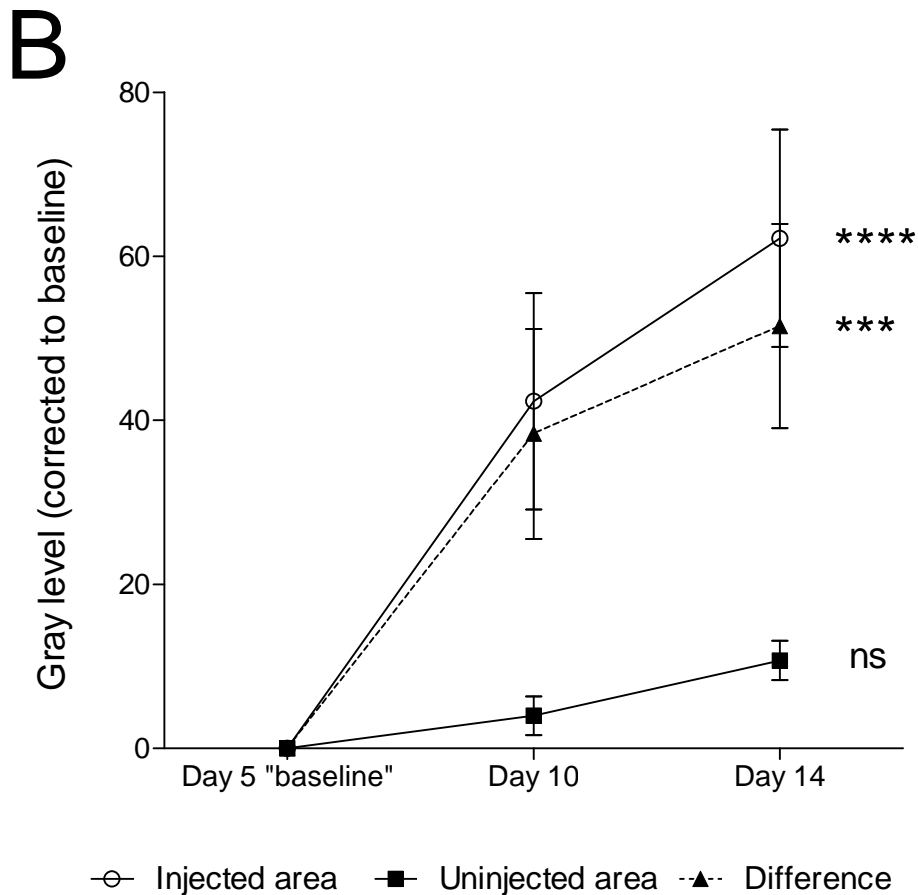 B
Gray level (corrected to baseline)
80
60
40
20
0
****
***
ns
Day 5 "baseline" Day 10 Day 14
Injected area Uninjected area Difference